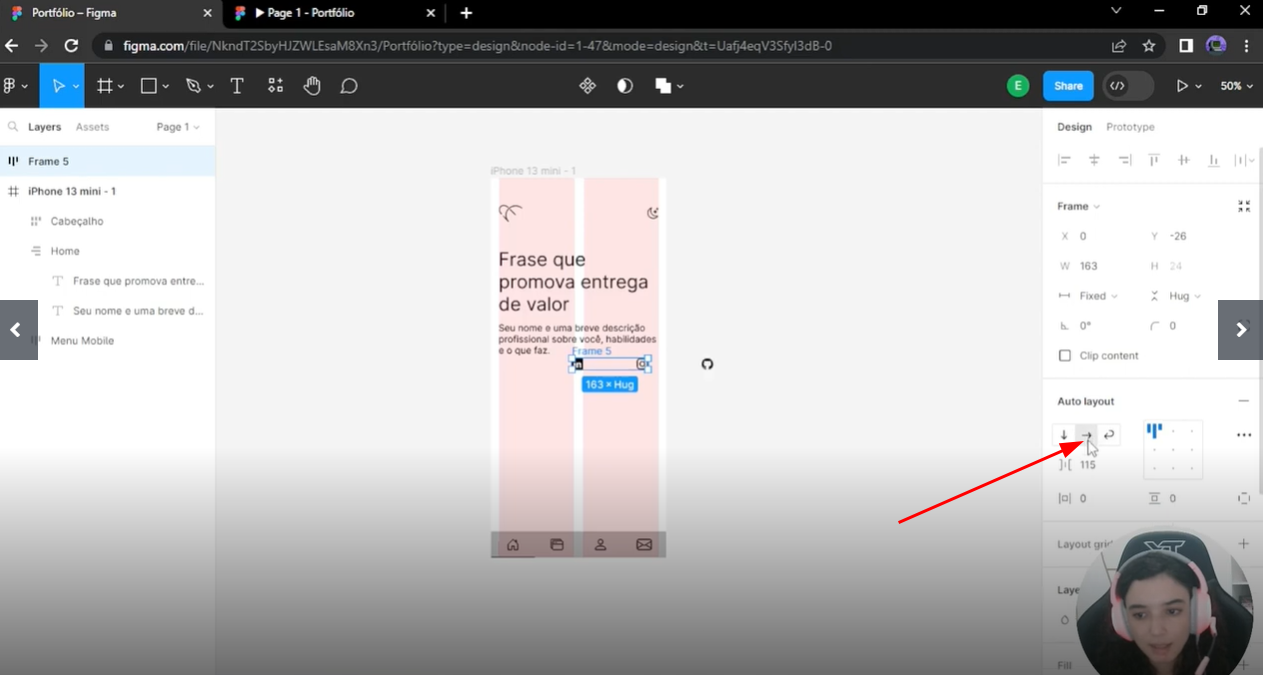 Portfólio – Figma
Page 1 - Portfólio
figma.com/file/NkndT2SbyHJZWLEsaM8Xn3/Portfólio?type=design&node-id=1-47&mode=design&t=Uafj4eqV3SfyI3dB-0
E
Share
50%
Layers
Assets
Page 1
Frame 5
iPhone 13 mini - 1
Cabeçalho
Home
Frase que promova entre...
Seu nome e uma breve d...
Menu Mobile
iPhone 13 mini - 1
Frase que
promova entrega
de valor
Seu nome e uma breve descrição
profissional sobre você, habilidades
e o que faz.
Frame 5
163 × Hug
Design
Prototype
Frame
X 0
Y -26
W 163
H 24
Fixed
Hug
0°
0
Clip content
Auto layout
115
0
0
Layout grid
Laye
Fill